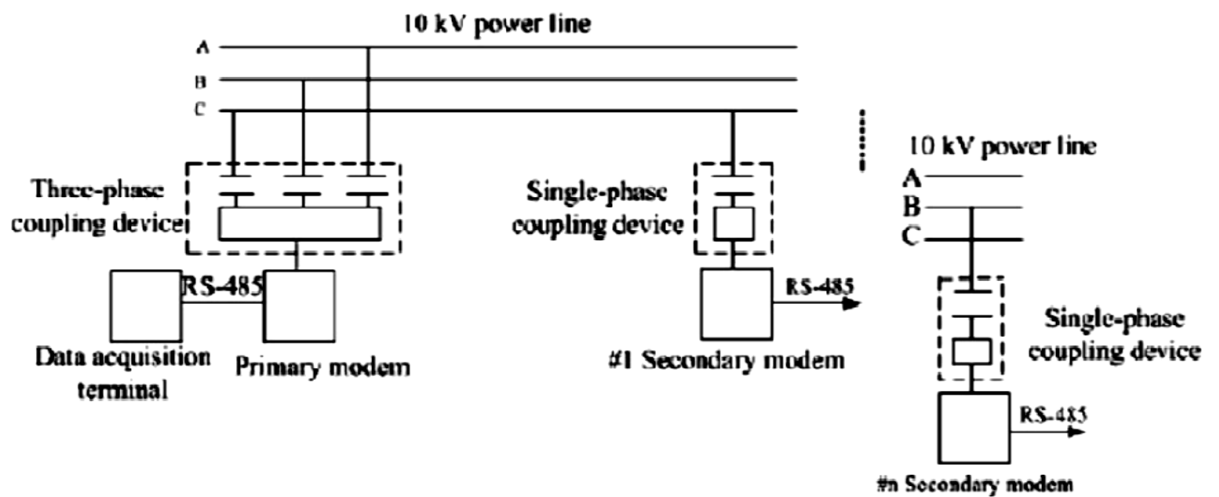 10 kV power line
A
B
C
10 kV power line
A
B
C
Three-phase
coupling device
Single-phase
coupling device
RS-485
RS-485
Data acquisition
terminal
Primary modem
#1 Secondary modem
Single-phase
coupling device
RS-485
#n Secondary modem